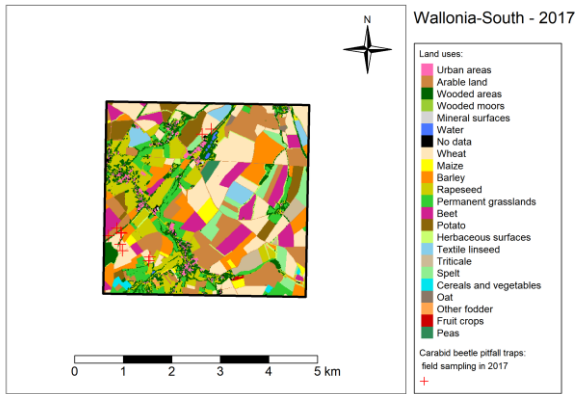 Wallonia-South - 2017
N
Land uses:
Urban areas
Arable land
Wooded areas
Wooded moors
Mineral surfaces
Water
No data
Wheat
Maize
Barley
Rapeseed
Permanent grasslands
Beet
Potato
Herbaceous surfaces
Textile linseed
Triticale
Spelt
Cereals and vegetables
Oat
Other fodder
Fruit crops
Peas
Carabid beetle pitfall traps:
field sampling in 2017
0 1 2 3 4 5 km